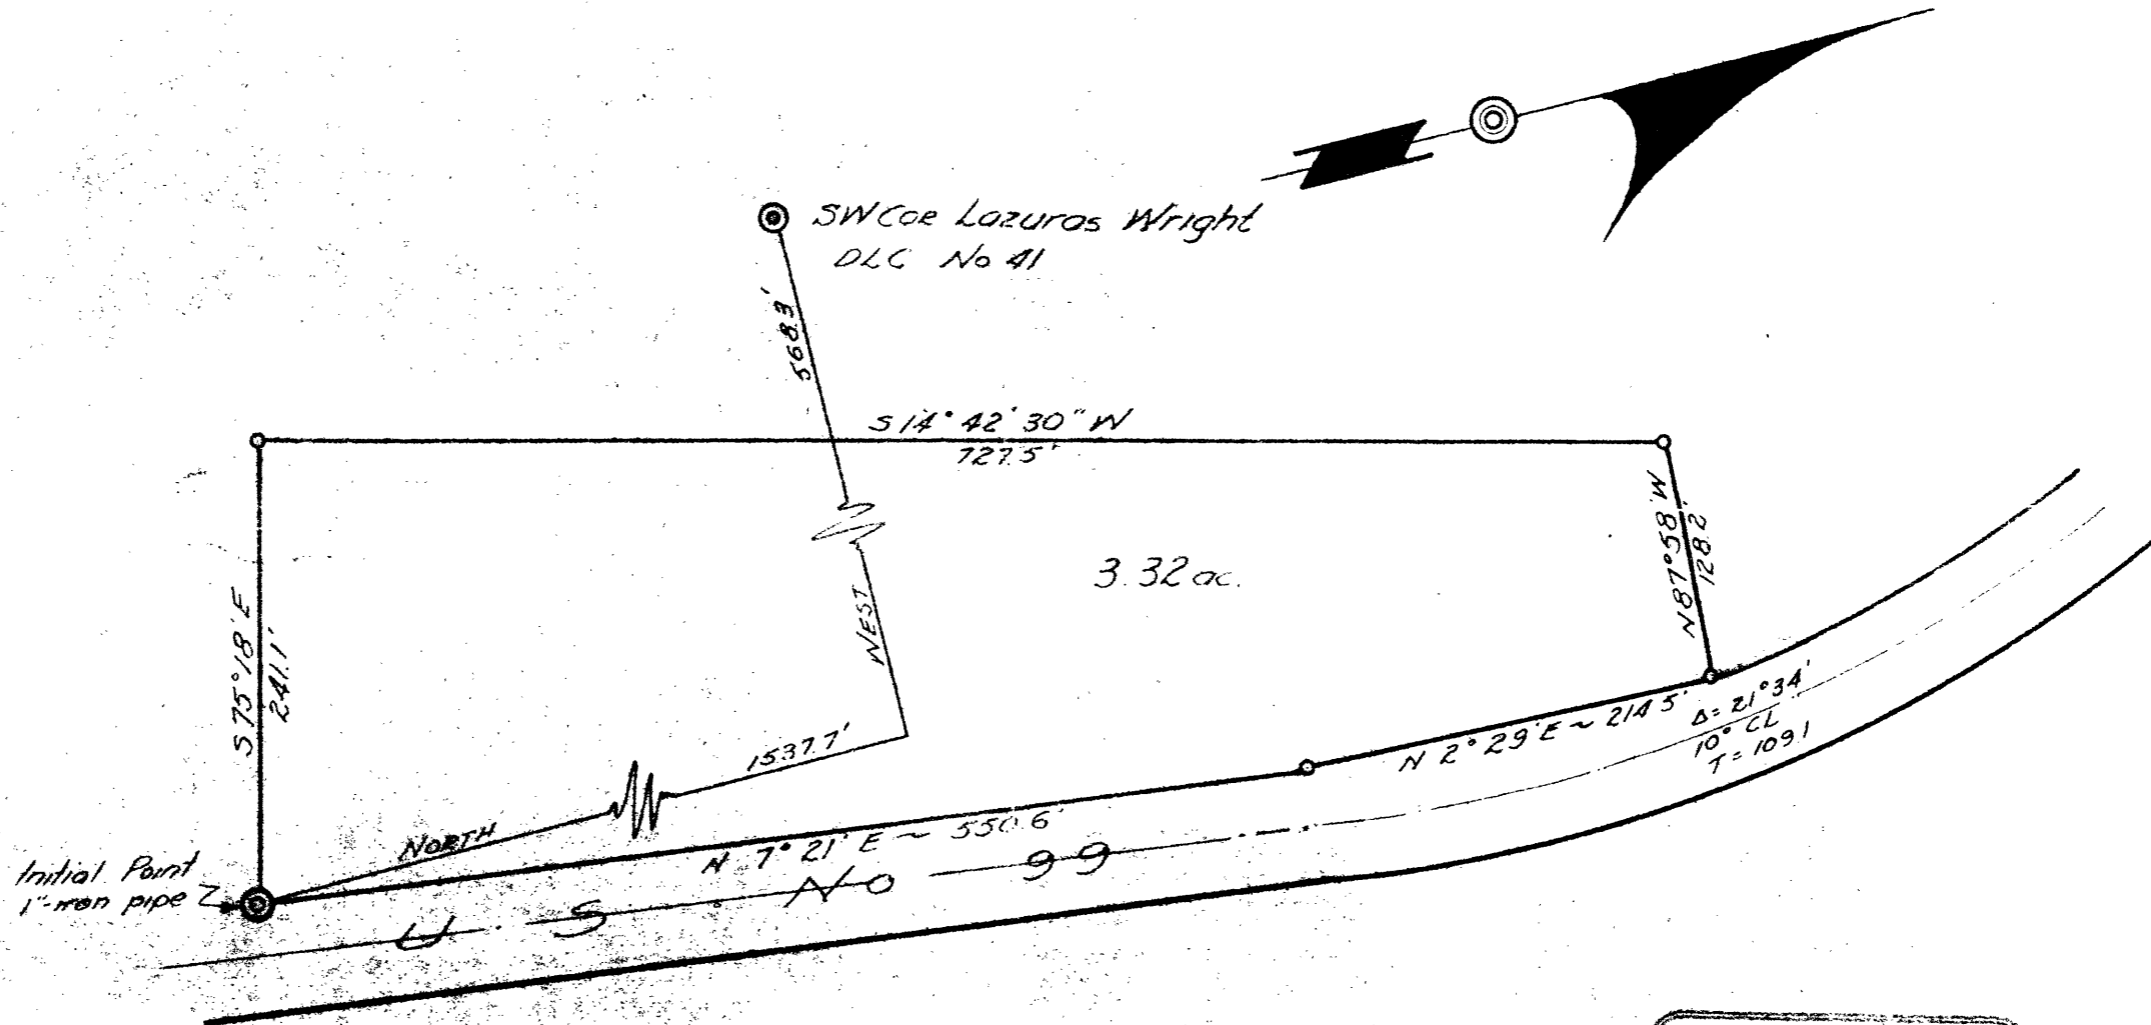 SW Cor Lazuras Wright
DLC No 41
568.3'
S 14° 42' 30" W
727.5'
N 87° 58' W
128.2'
3.32 ac.
WEST
S 75° 18' E
241.1'
1537.7'
NORTH
N 7° 21' E ~ 550.6'
N 2° 29' E ~ 214.5'
Δ = 21° 34'
10° CL
T = 109.1
Initial Point
1"-iron pipe
U S No 99